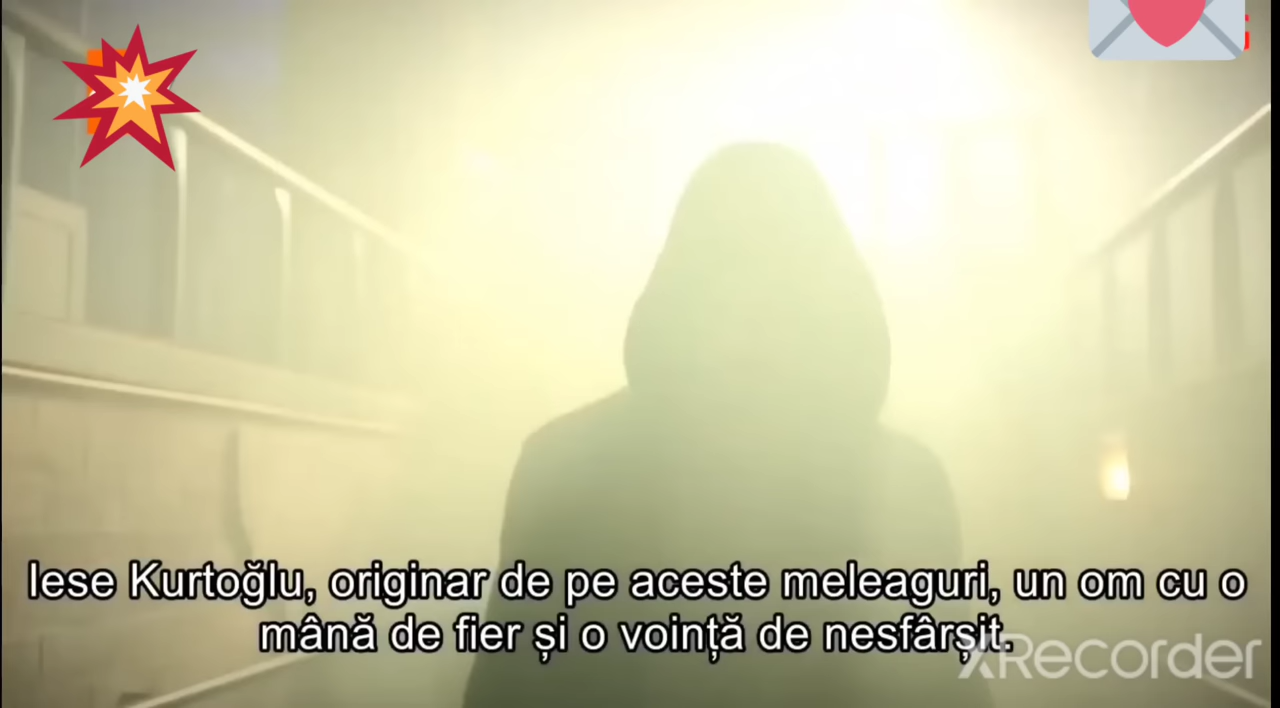 Iese Kurtoğlu, originar de pe aceste meleaguri, un om cu o
mână de fier și o voință de nesfârșit.
XRecorder